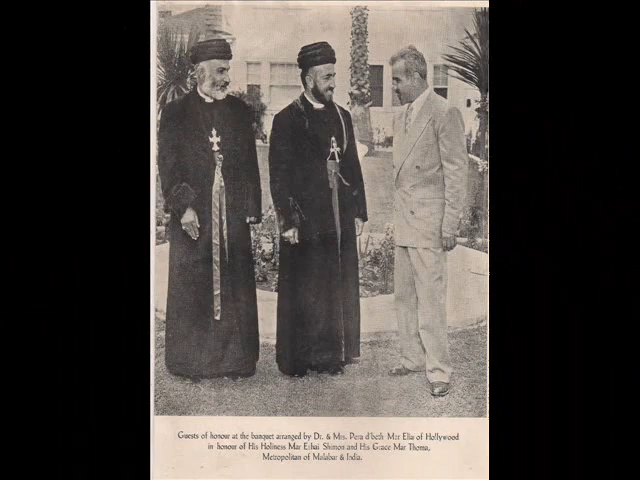 Guests of honour at the banquet arranged by Dr. & Mrs. Pera d'beth Mar Elia of Hollywood
in honour of His Holiness Mar Eshai Shimon and His Grace Mar Thoma,
Metropolitan of Malabar & India.